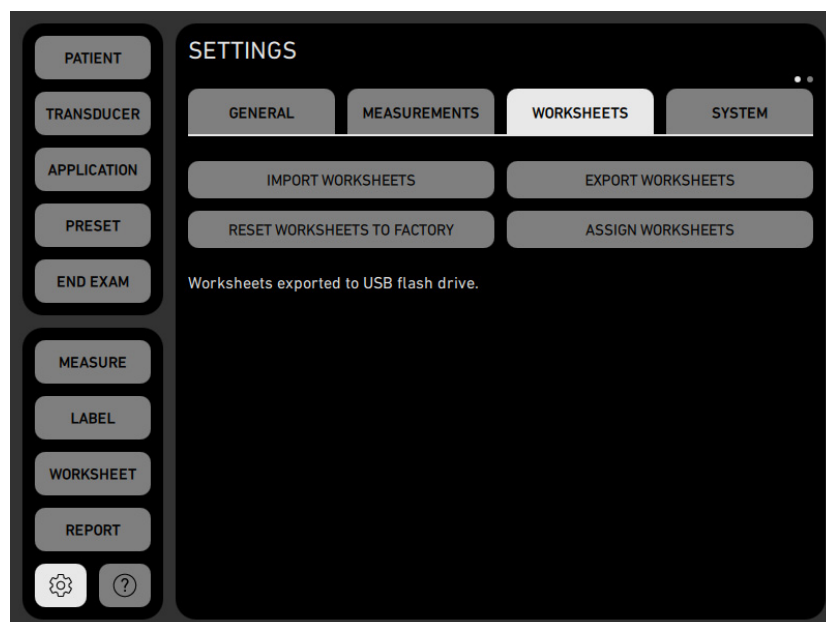 PATIENT
TRANSDUCER
APPLICATION
PRESET
END EXAM
MEASURE
LABEL
WORKSHEET
REPORT
?
SETTINGS
GENERAL MEASUREMENTS WORKSHEETS SYSTEM
IMPORT WORKSHEETS EXPORT WORKSHEETS
RESET WORKSHEETS TO FACTORY ASSIGN WORKSHEETS
Worksheets exported to USB flash drive.